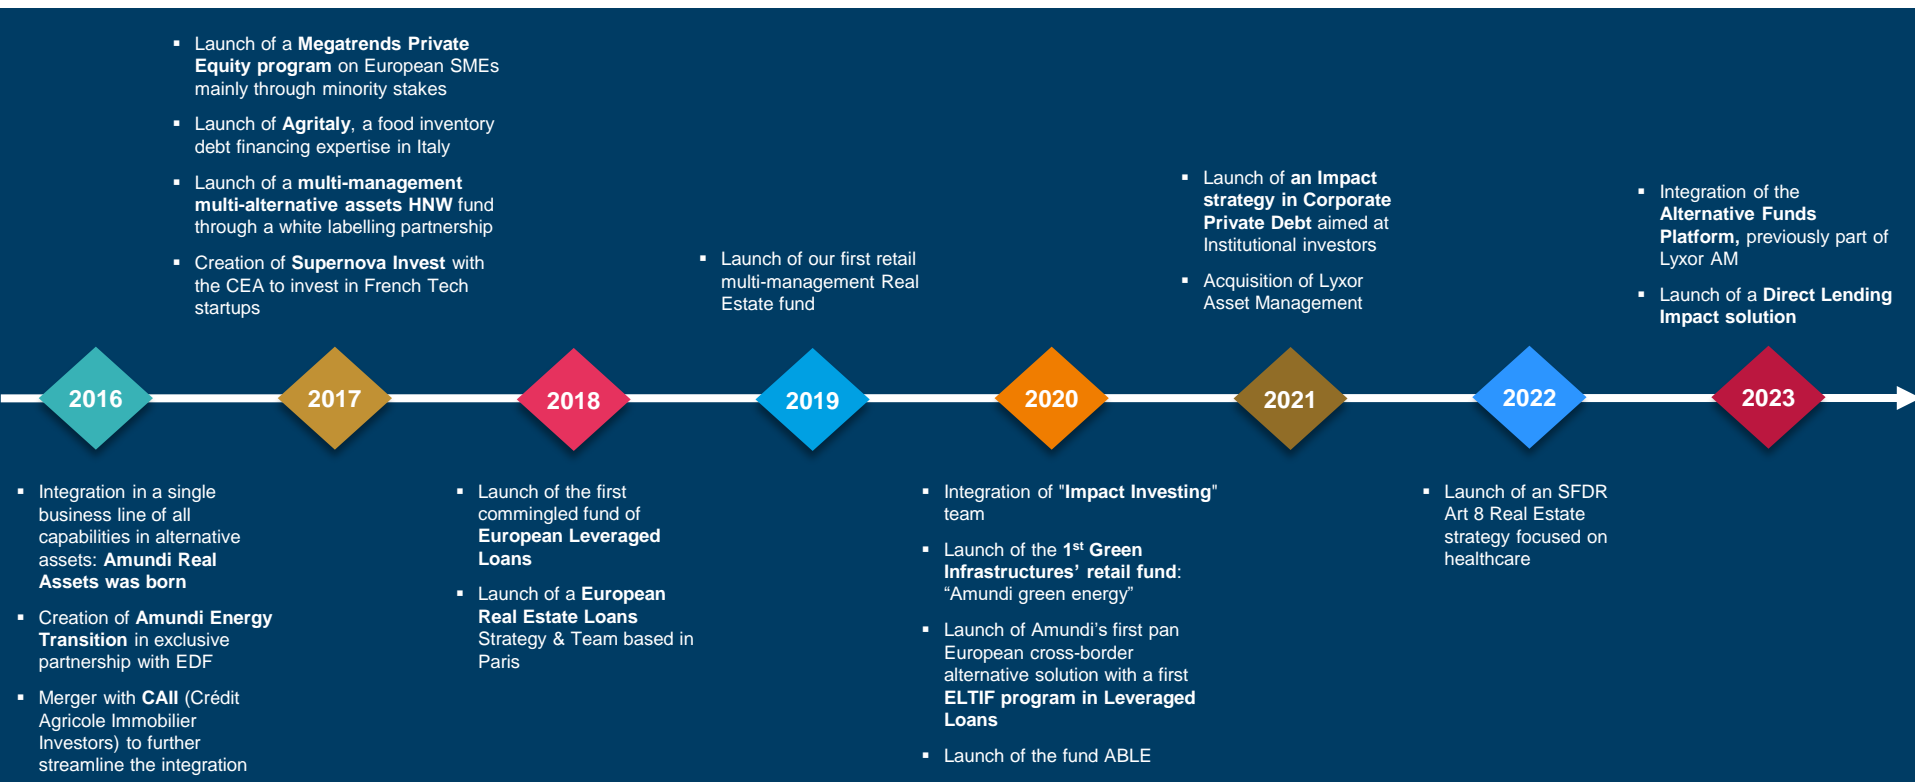 ▪ Launch of a Megatrends Private
Equity program on European SMEs
mainly through minority stakes
▪ Launch of Agritaly, a food inventory
debt financing expertise in Italy
▪ Launch of a multi-management
multi-alternative assets HNW fund
through a white labelling partnership
▪ Creation of Supernova Invest with
the CEA to invest in French Tech
startups
▪ Launch of our first retail
multi-management Real
Estate fund
▪ Launch of an Impact
strategy in Corporate
Private Debt aimed at
Institutional investors
▪ Acquisition of Lyxor
Asset Management
▪ Integration of the
Alternative Funds
Platform, previously part of
Lyxor AM
▪ Launch of a Direct Lending
Impact solution
2016
2017
2018
2019
2020
2021
2022
2023
▪ Integration in a single
business line of all
capabilities in alternative
assets: Amundi Real
Assets was born
▪ Creation of Amundi Energy
Transition in exclusive
partnership with EDF
▪ Merger with CAII (Crédit
Agricole Immobilier
Investors) to further
streamline the integration
▪ Launch of the first
commingled fund of
European Leveraged
Loans
▪ Launch of a European
Real Estate Loans
Strategy & Team based in
Paris
▪ Integration of "Impact Investing"
team
▪ Launch of the 1st Green
Infrastructures’ retail fund:
“Amundi green energy”
▪ Launch of Amundi’s first pan
European cross-border
alternative solution with a first
ELTIF program in Leveraged
Loans
▪ Launch of the fund ABLE
▪ Launch of an SFDR
Art 8 Real Estate
strategy focused on
healthcare